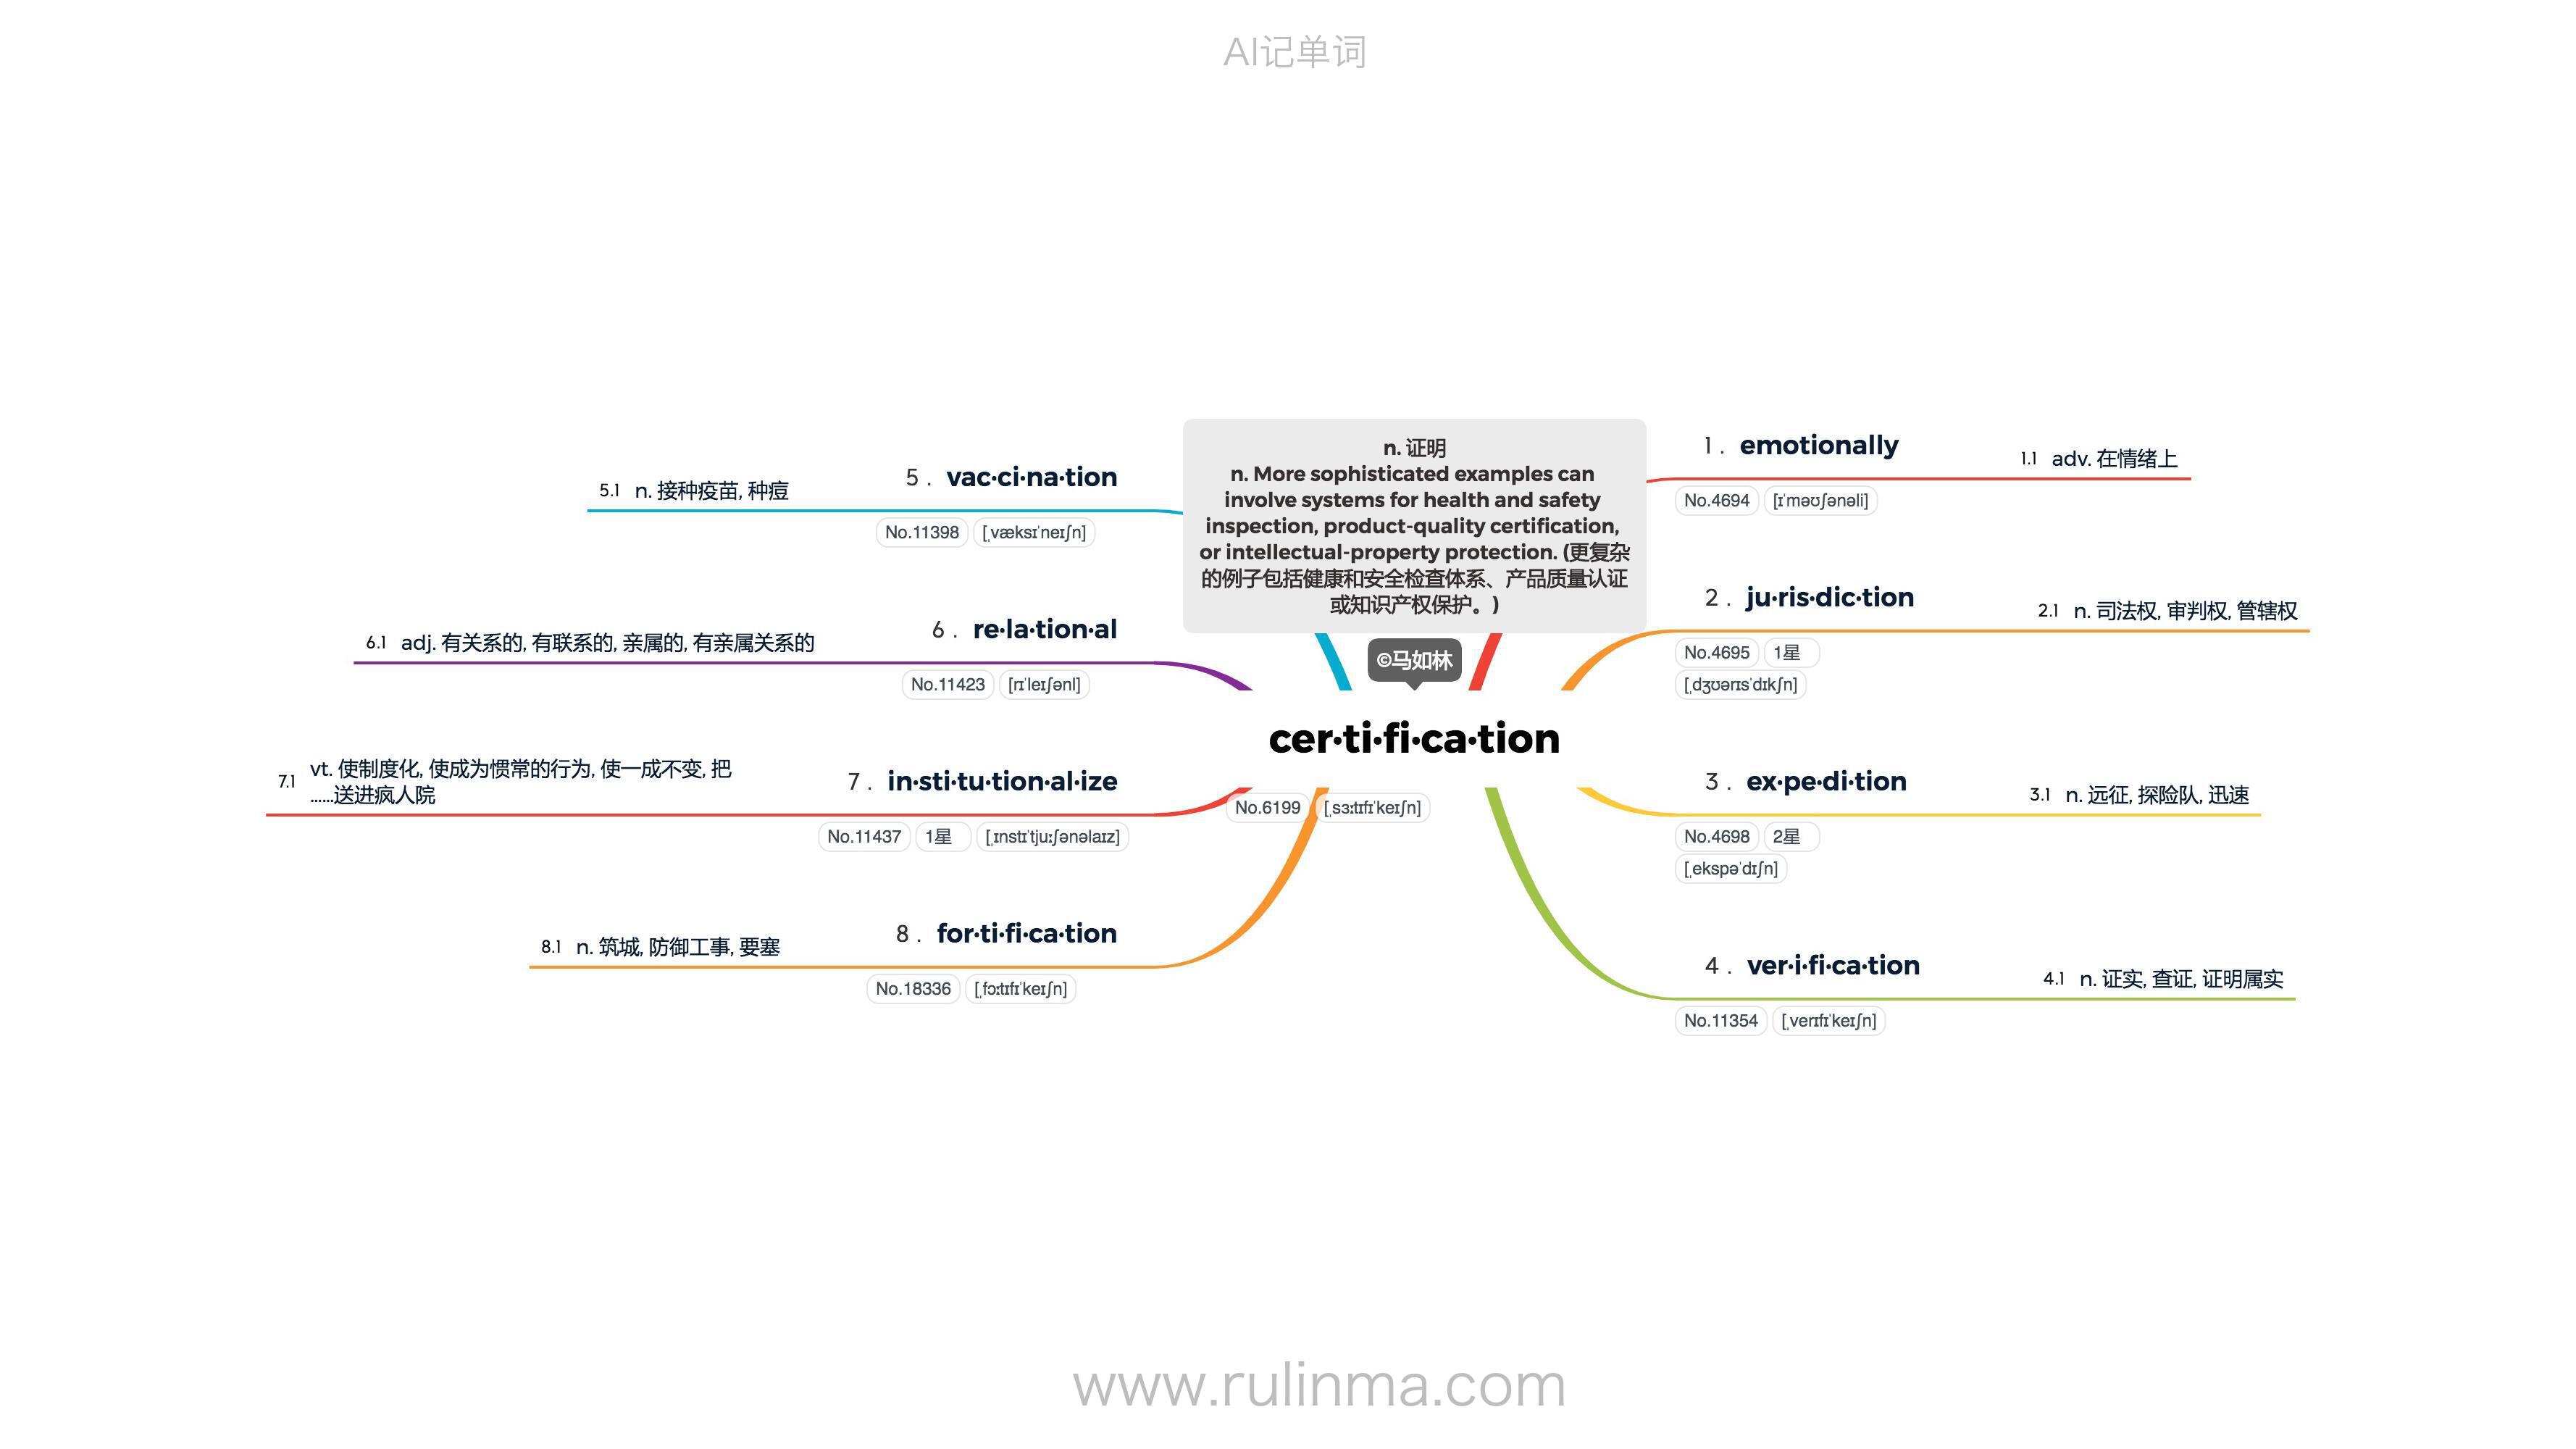 AI记单词
n. 证明
n. More sophisticated examples can
involve systems for health and safety
inspection, product-quality certification,
or intellectual-property protection. (更复杂
的例子包括健康和安全检查体系、产品质量认证
或知识产权保护。)
©马如林
cer·ti·fi·ca·tion
No.6199 [ˌsɜːtɪfɪˈkeɪʃn]
1 . emotionally
1.1 adv. 在情绪上
No.4694 [ɪˈməʊʃənəli]
2 . ju·ris·dic·tion
2.1 n. 司法权, 审判权, 管辖权
No.4695 1星
[ˌdʒʊərɪsˈdɪkʃn]
3 . ex·pe·di·tion
3.1 n. 远征, 探险队, 迅速
No.4698 2星
[ˌekspəˈdɪʃn]
4 . ver·i·fi·ca·tion
4.1 n. 证实, 查证, 证明属实
No.11354 [ˌverɪfɪˈkeɪʃn]
5 . vac·ci·na·tion
5.1 n. 接种疫苗, 种痘
No.11398 [ˌvæksɪˈneɪʃn]
6 . re·la·tion·al
6.1 adj. 有关系的, 有联系的, 亲属的, 有亲属关系的
No.11423 [rɪˈleɪʃənl]
7 . in·sti·tu·tion·al·ize
7.1 vt. 使制度化, 使成为惯常的行为, 使一成不变, 把
……送进疯人院
No.11437 1星 [ˌɪnstɪˈtjuːʃənəlaɪz]
8 . for·ti·fi·ca·tion
8.1 n. 筑城, 防御工事, 要塞
No.18336 [ˌfɔːtɪfɪˈkeɪʃn]
www.rulinma.com